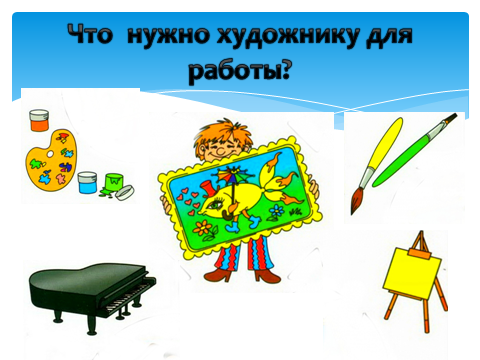 Что нужно художнику для
работы?